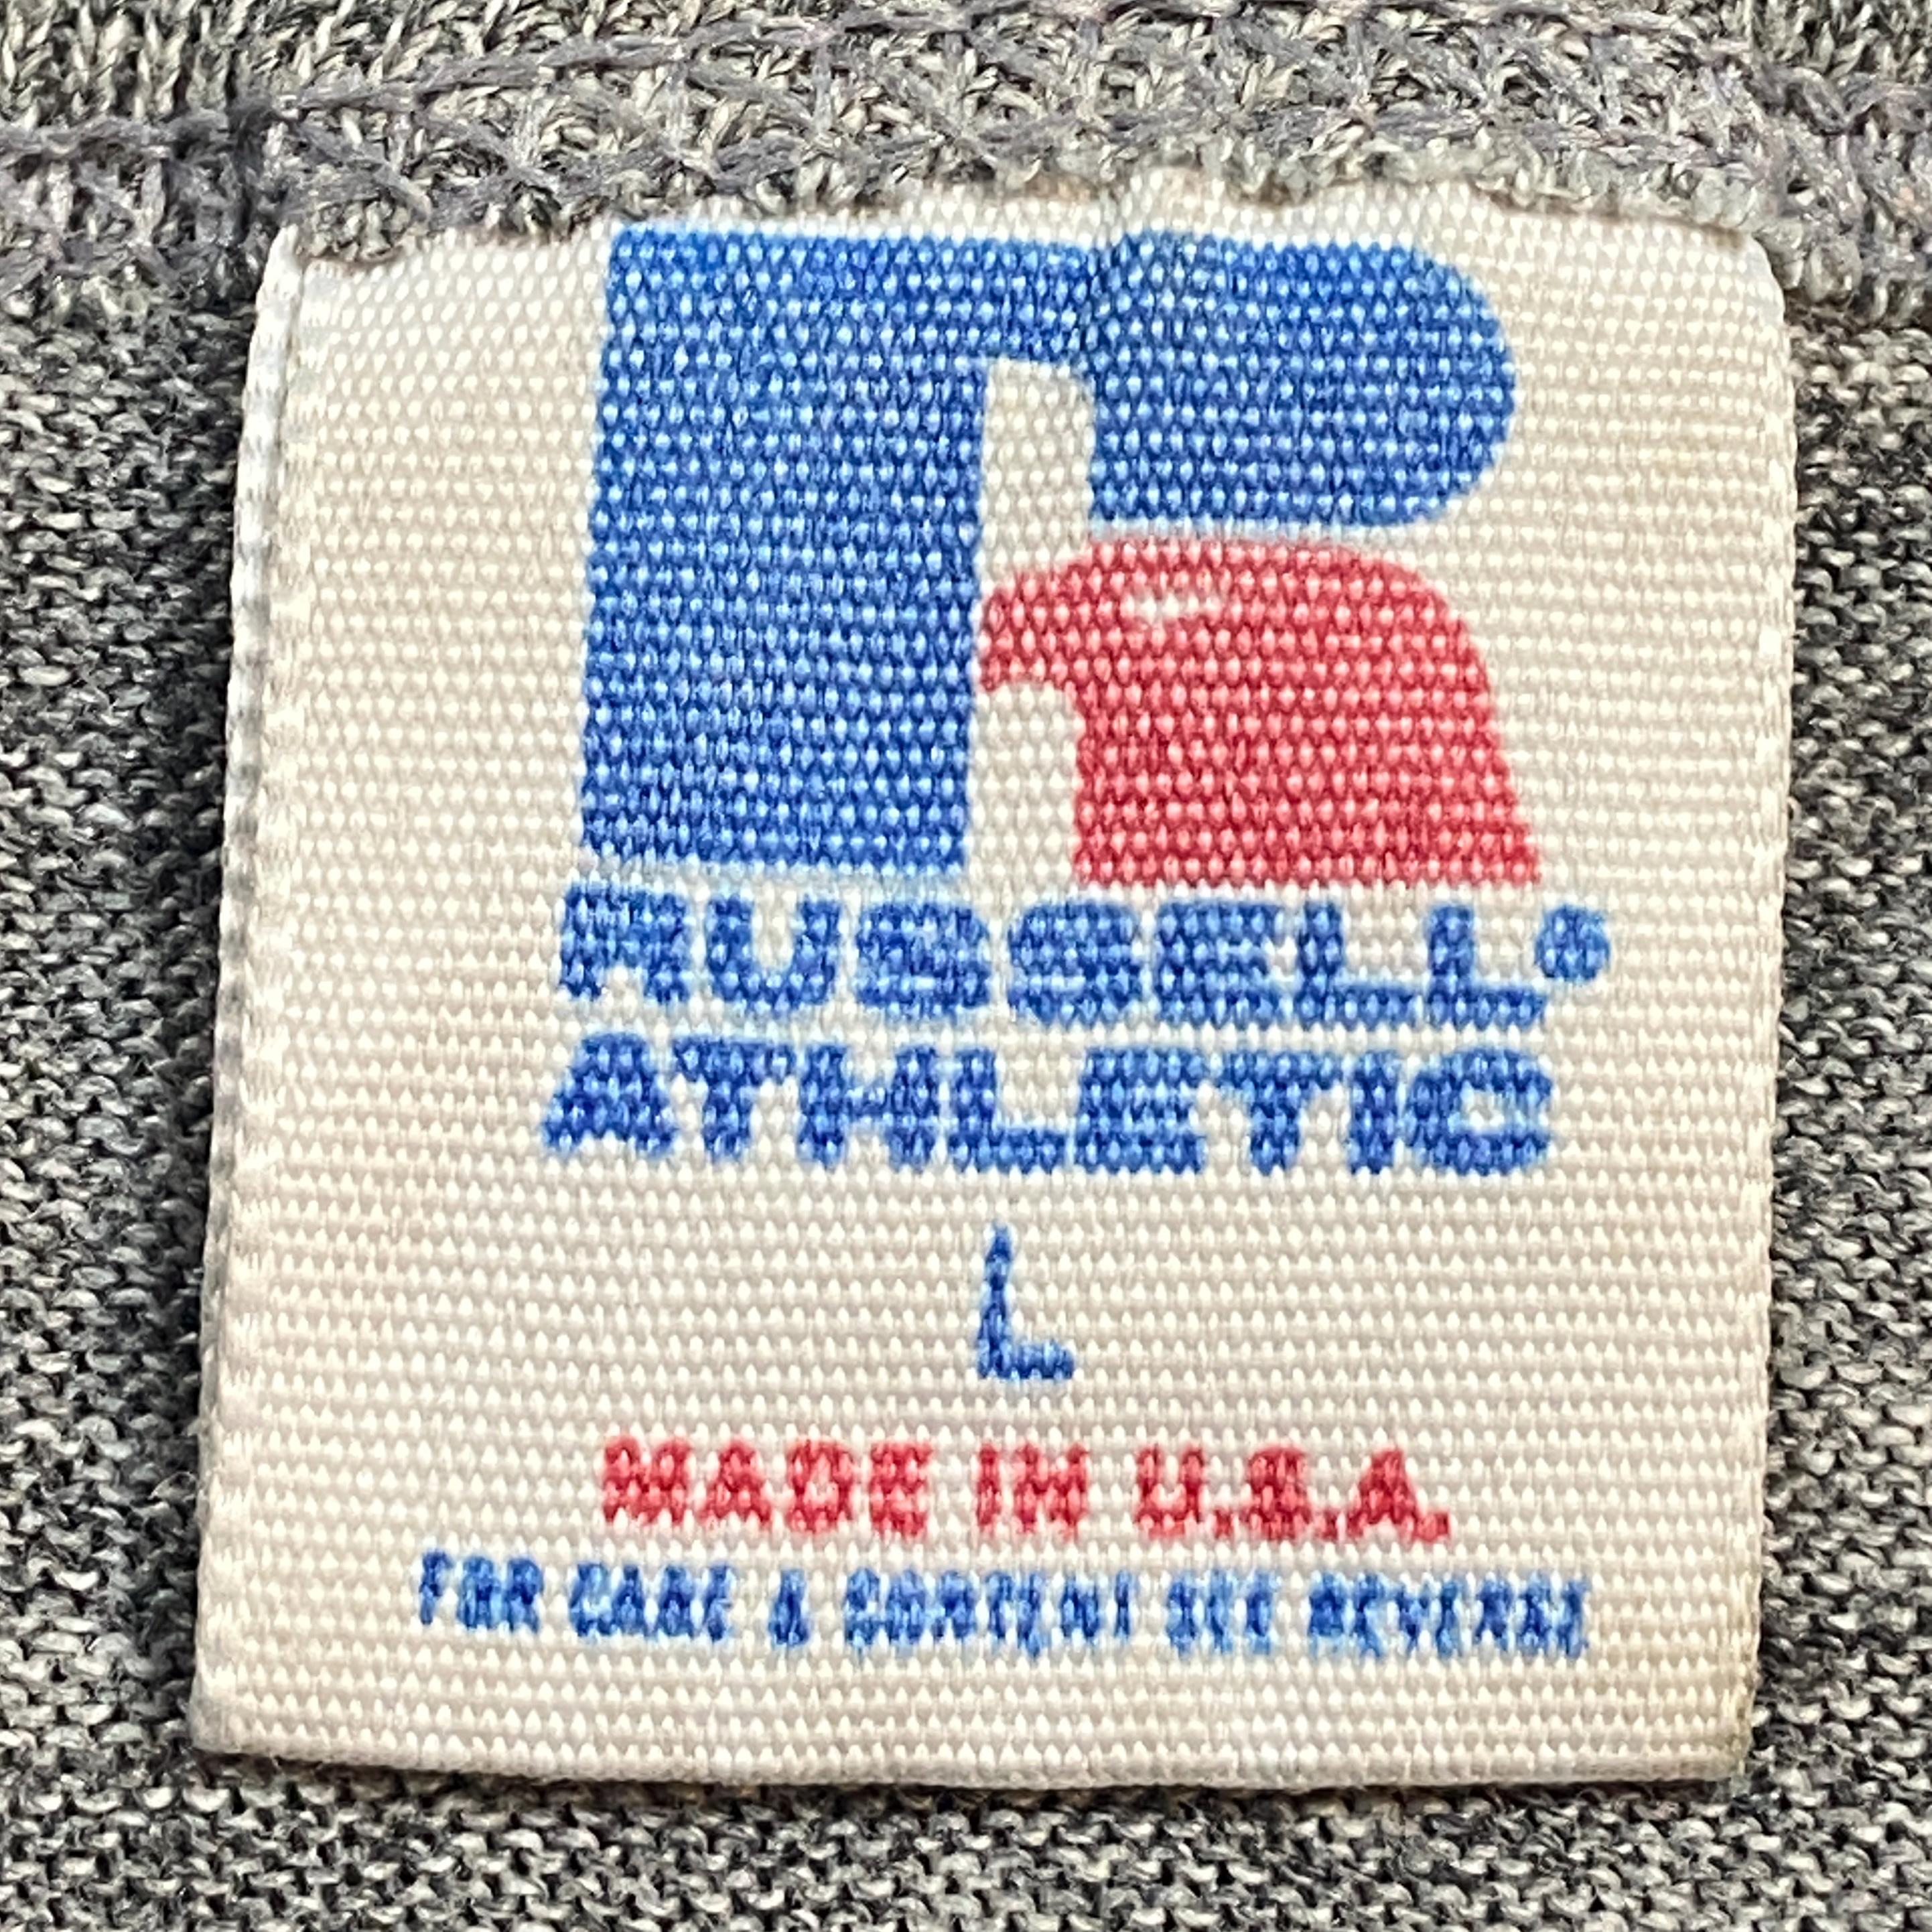 R
RUSSELL®
ATHLETIC
L
MADE IN U.S.A.
FOR CARE & CONTENT SEE REVERSE